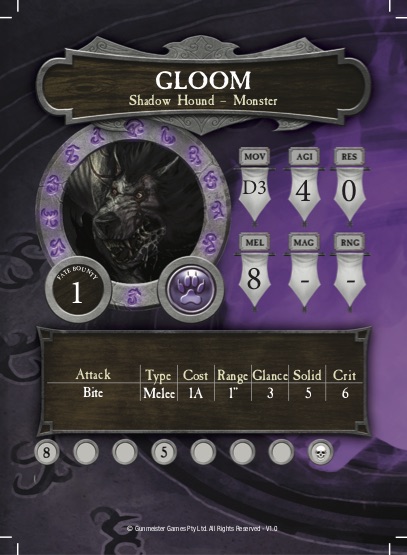 GLOOM
Shadow Hound – Monster
MOV AGI RES
D3 4 0
MEL MAG RNG
8 - -
FATE BOUNTY
1
Attack Type Cost Range Glance Solid Crit
Bite Melee 1A 1" 3 5 6
8 5
© Gunmeister Games Pty Ltd. All Rights Reserved - V1.0